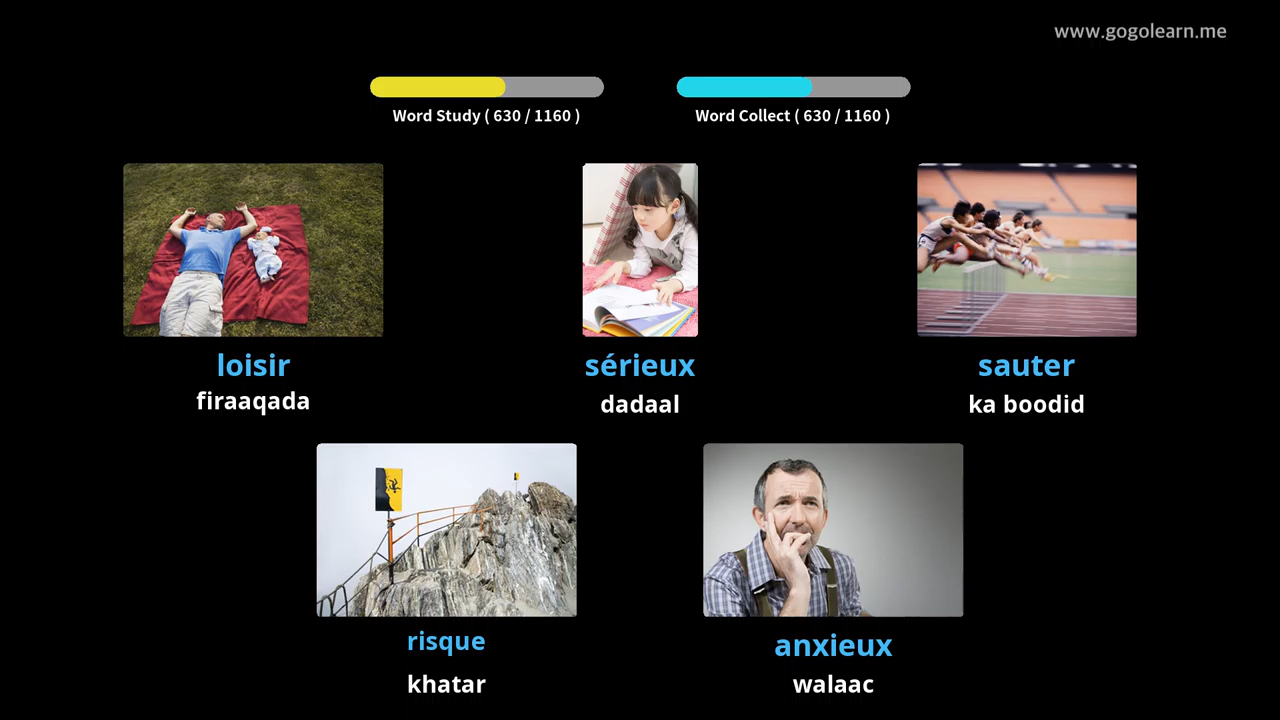 www.gogolearn.me
Word Study ( 630 / 1160 )
Word Collect ( 630 / 1160 )
loisir
firaaqada
sérieux
dadaal
sauter
ka boodid
risque
khatar
anxieux
walaac